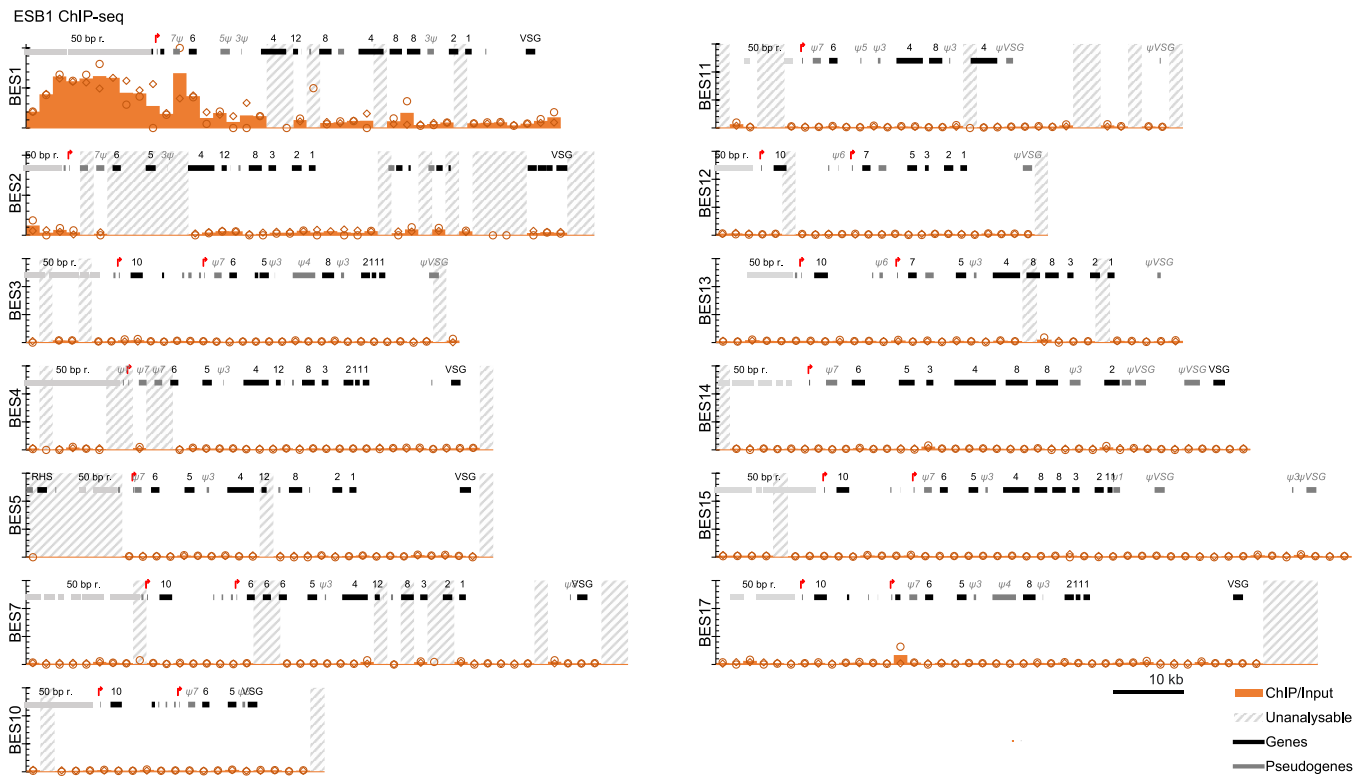 ESB1 ChIP-seq
BES1
50 bp r. 7ψ 6 5ψ 3ψ 4 12 8 4 8 8 3ψ 2 1 VSG
BES2
50 bp r. 7ψ 6 5 3ψ 4 12 8 3 2 1 VSG
BES3
50 bp r. 10 ψ7 6 5 ψ3 ψ4 8 ψ3 2111 ψVSG
BES4
50 bp r. ψ7 ψ7 6 5 ψ3 4 12 8 3 2111 VSG
BES5
RHS 50 bp r. ψ7 6 5 ψ3 4 12 8 2 1 VSG
BES7
50 bp r. 10 6 6 6 5 ψ3 4 12 8 3 2 1 VSG
BES10
50 bp r. 10 ψ7 6 5 VSG
BES11
50 bp r. ψ7 6 ψ5 ψ3 4 8 ψ3 4 ψVSG ψVSG
BES12
50 bp r. 10 ψ6 7 5 3 2 1 ψVSG
BES13
50 bp r. 10 ψ6 7 5 ψ3 4 8 8 3 2 1 ψVSG
BES14
50 bp r. ψ7 6 5 3 4 8 8 ψ3 2 ψVSG ψVSG VSG
BES15
50 bp r. 10 ψ7 6 5 ψ3 4 8 8 3 2 11 ψ1 ψVSG ψ3ψVSG
BES17
50 bp r. 10 ψ7 6 5 ψ3 ψ4 8 ψ3 2111 VSG
10 kb
ChIP/Input
Unanalysable
Genes
Pseudogenes